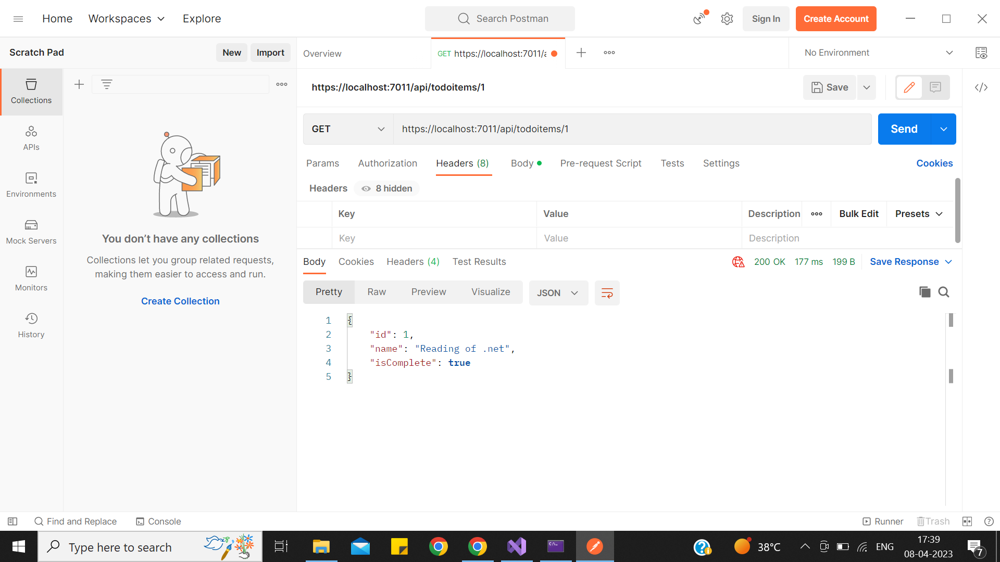 Home Workspaces Explore
Search Postman
Sign In
Create Account
Scratch Pad
New
Import
Overview
GET https://localhost:7011/a
No Environment
Collections
APIs
Environments
Mock Servers
Monitors
History
You don’t have any collections
Collections let you group related requests,
making them easier to access and run.
Create Collection
https://localhost:7011/api/todoitems/1
Save
GET
https://localhost:7011/api/todoitems/1
Send
Params Authorization Headers (8) Body Pre-request Script Tests Settings
Cookies
Headers 8 hidden
Key Value Description Bulk Edit Presets
Key Value Description
Body Cookies Headers (4) Test Results
200 OK 177 ms 199 B Save Response
Pretty Raw Preview Visualize JSON
1 {
2 "id": 1,
3 "name": "Reading of .net",
4 "isComplete": true
5 }
Find and Replace Console
Runner Trash
Type here to search
38°C
ENG
17:39
08-04-2023
7